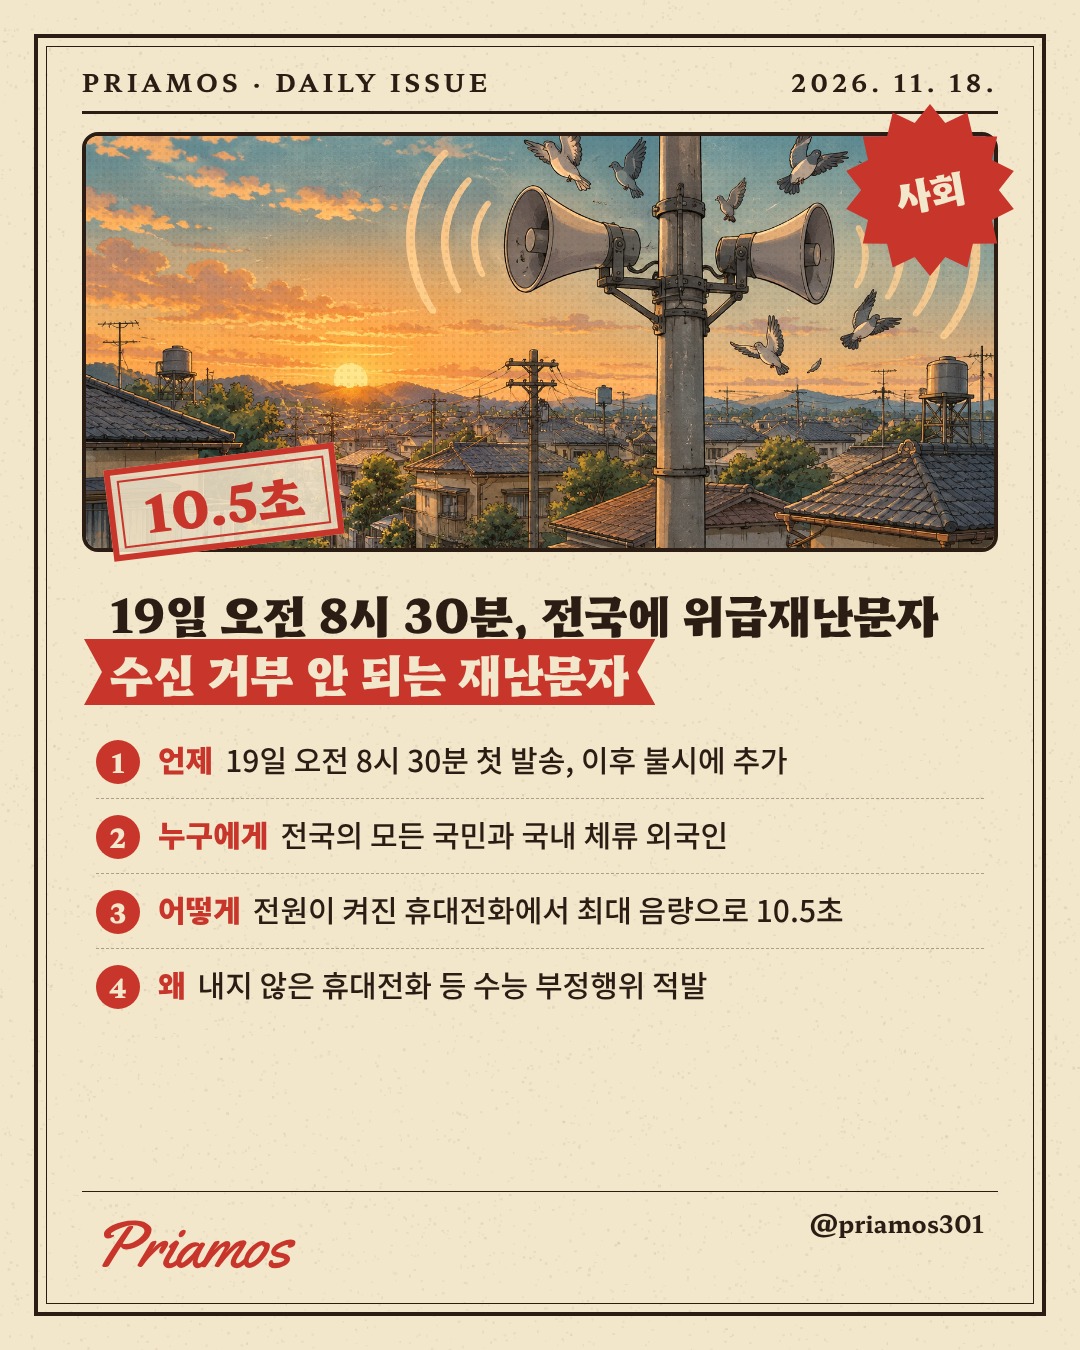 PRIAMOS · DAILY ISSUE
2026. 11. 18.
사회
10.5초
19일 오전 8시 30분, 전국에 위급재난문자
수신 거부 안 되는 재난문자
1 언제 19일 오전 8시 30분 첫 발송, 이후 불시에 추가
2 누구에게 전국의 모든 국민과 국내 체류 외국인
3 어떻게 전원이 켜진 휴대전화에서 최대 음량으로 10.5초
4 왜 내지 않은 휴대전화 등 수능 부정행위 적발
Priamos
@priamos301